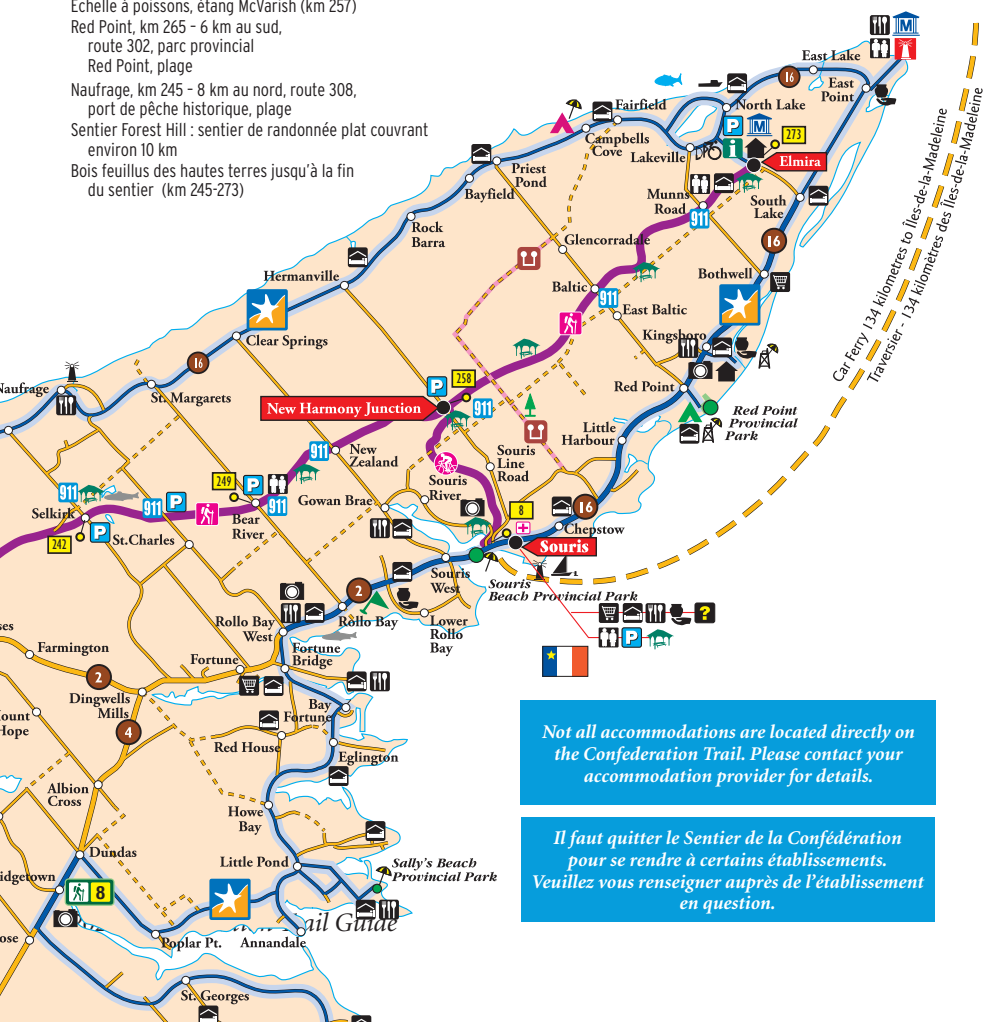 Échelle à poissons, étang McVarish (km 257)
Red Point, km 265 – 6 km au sud,
route 302, parc provincial
Red Point, plage
Naufrage, km 245 – 8 km au nord, route 308,
port de pêche historique, plage
Sentier Forest Hill : sentier de randonnée plat couvrant
environ 10 km
Bois feuillus des hautes terres jusqu'à la fin
du sentier (km 245-273)
M
East Lake
16
East
Point
Fairfield
North Lake
P
M
273
Campbells
Cove
Lakeville
i
Elmira
Priest
Pond
Bayfield
Munns
Road
911
South
Lake
Rock
Barra
Glencorradale
16
Hermanville
Baltic
911
Bothwell
East Baltic
Clear Springs
Kingsboro
16
Car Ferry 134 kilometres to Îles-de-la-Madeleine
Traversier - 134 kilomètres des Îles-de-la-Madeleine
Naufrage
St. Margarets
P
258
Red Point
New Harmony Junction
911
Red Point
Provincial
Park
Little
Harbour
911
New
Zealand
Souris
Line
Road
249
P
911
Souris
River
911
P
Gowan Brae
911
8
16
Selkirk
Bear
River
Chepstow
242
P
St.Charles
Souris
Souris
West
Souris
Beach Provincial Park
2
?
P
Rollo Bay
West
Rollo Bay
Lower
Rollo
Bay
ses
Farmington
Fortune
Fortune
Bridge
2
Dingwells
Mills
Bay
Fortune
ount
Hope
4
Red House
Eglington
Not all accommodations are located directly on
the Confederation Trail. Please contact your
accommodation provider for details.
Albion
Cross
Howe
Bay
Il faut quitter le Sentier de la Confédération
pour se rendre à certains établissements.
Veuillez vous renseigner auprès de l'établissement
en question.
Dundas
Little Pond
Sally's Beach
Provincial Park
idgetown
8
ail Guide
ose
Poplar Pt.
Annandale
St. Georges